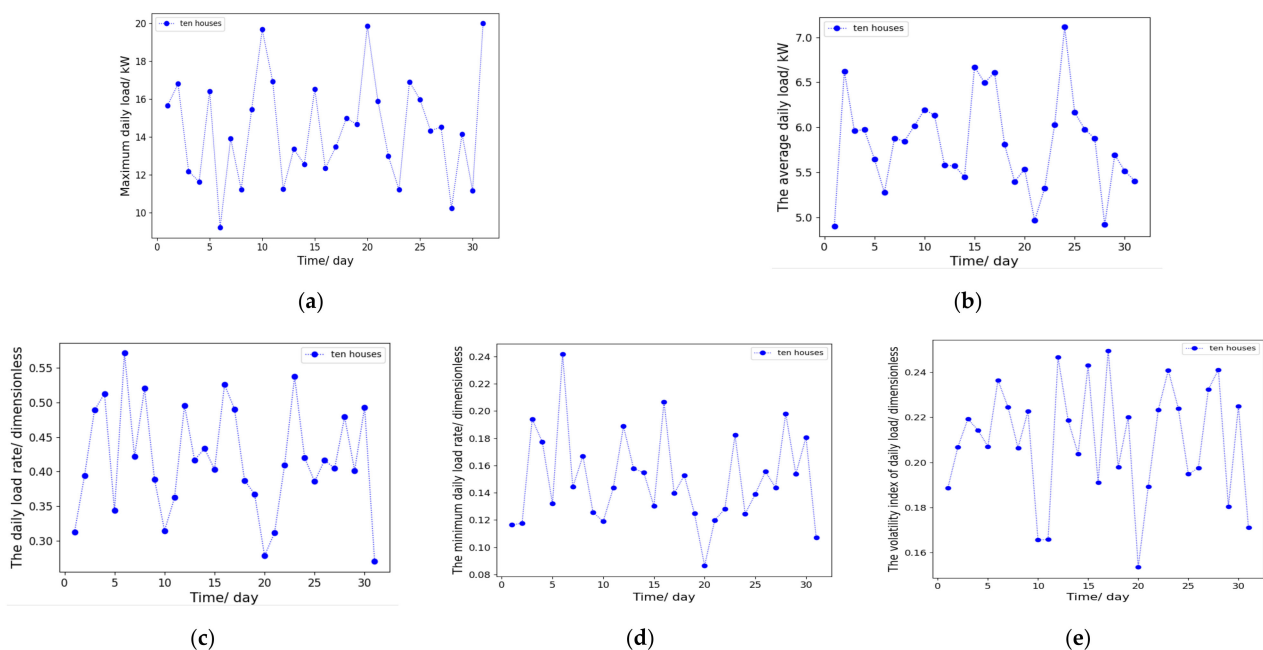 ten houses
Maximum daily load/ kW
20
18
16
14
12
10
0 5 10 15 20 25 30
Time/ day
(a)
ten houses
The average daily load/ kW
7.0
6.5
6.0
5.5
5.0
0 5 10 15 20 25 30
Time/ day
(b)
ten houses
The daily load rate/ dimensionless
0.55
0.50
0.45
0.40
0.35
0.30
0 5 10 15 20 25 30
Time/ day
(c)
ten houses
The minimum daily load rate/ dimensionless
0.24
0.22
0.20
0.18
0.16
0.14
0.12
0.10
0.08
0 5 10 15 20 25 30
Time/ day
(d)
ten houses
The volatility index of daily load/ dimensionless
0.24
0.22
0.20
0.18
0.16
0 5 10 15 20 25 30
Time/ day
(e)